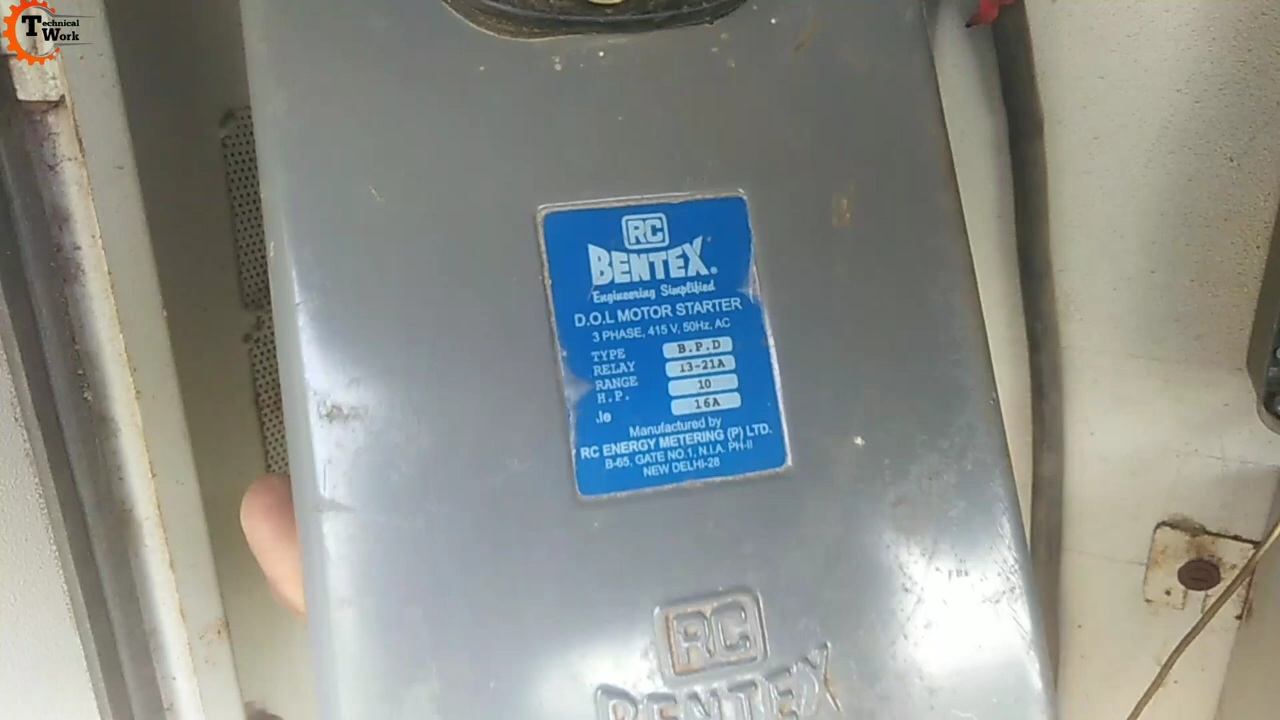 Technical
Work
RC
BENTEX.
Engineering Simplified
D.O.L MOTOR STARTER
3 PHASE, 415 V, 50Hz, AC
TYPE B.P.D
RELAY 13-21A
RANGE 10
H.P. 16A
.Ie
Manufactured by
RC ENERGY METERING (P) LTD.
B-65, GATE NO.1, N.I.A. PH-II
NEW DELHI-28
RC
BENTEX